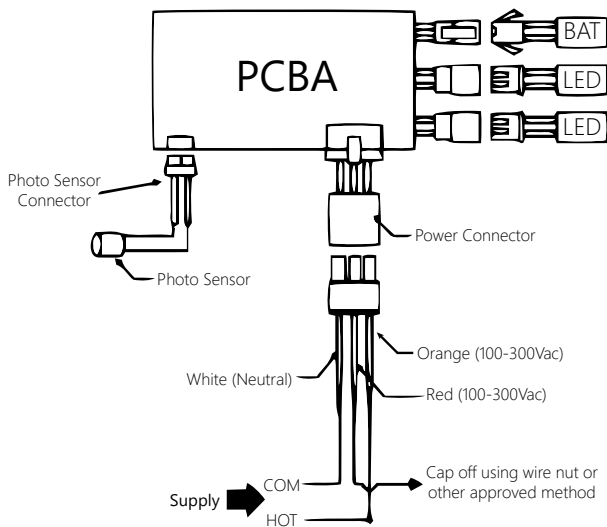 PCBA
BAT
LED
LED
Photo Sensor
Connector
Power Connector
Photo Sensor
Orange (100-300Vac)
White (Neutral)
Red (100-300Vac)
Cap off using wire nut or
other approved method
COM
Supply
HOT